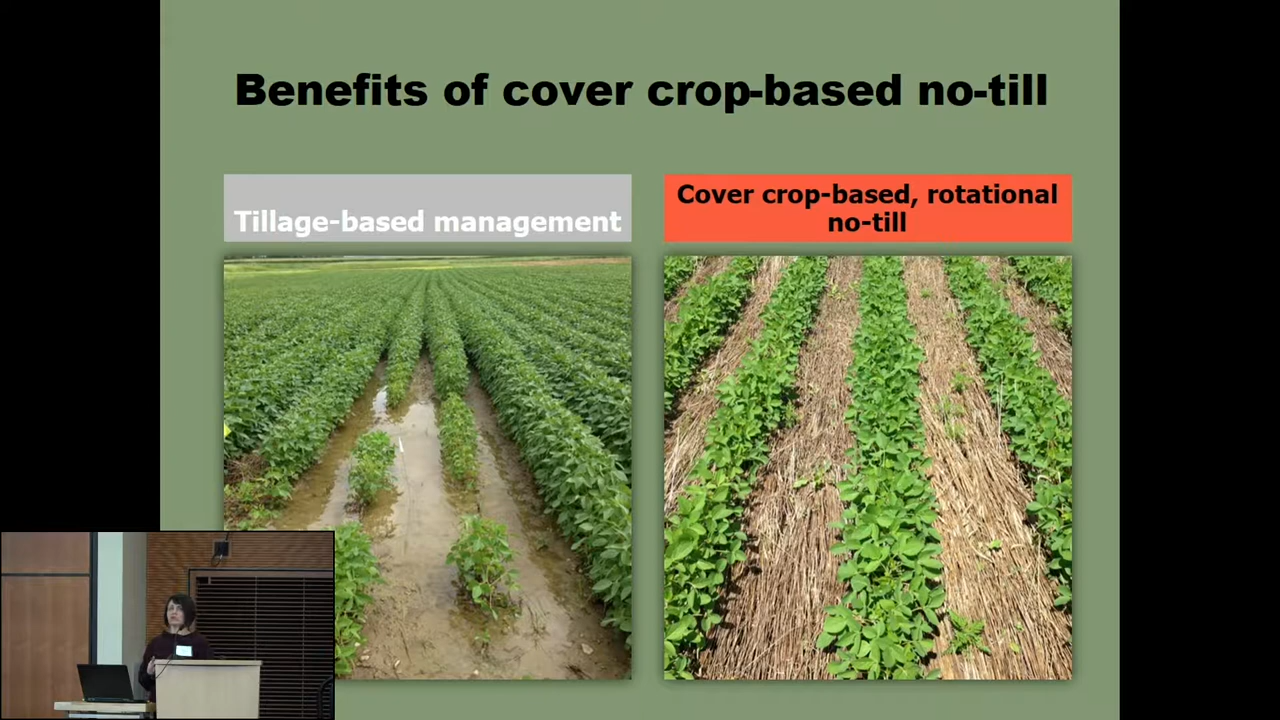 Benefits of cover crop-based no-till
Tillage-based management
Cover crop-based, rotational
no-till